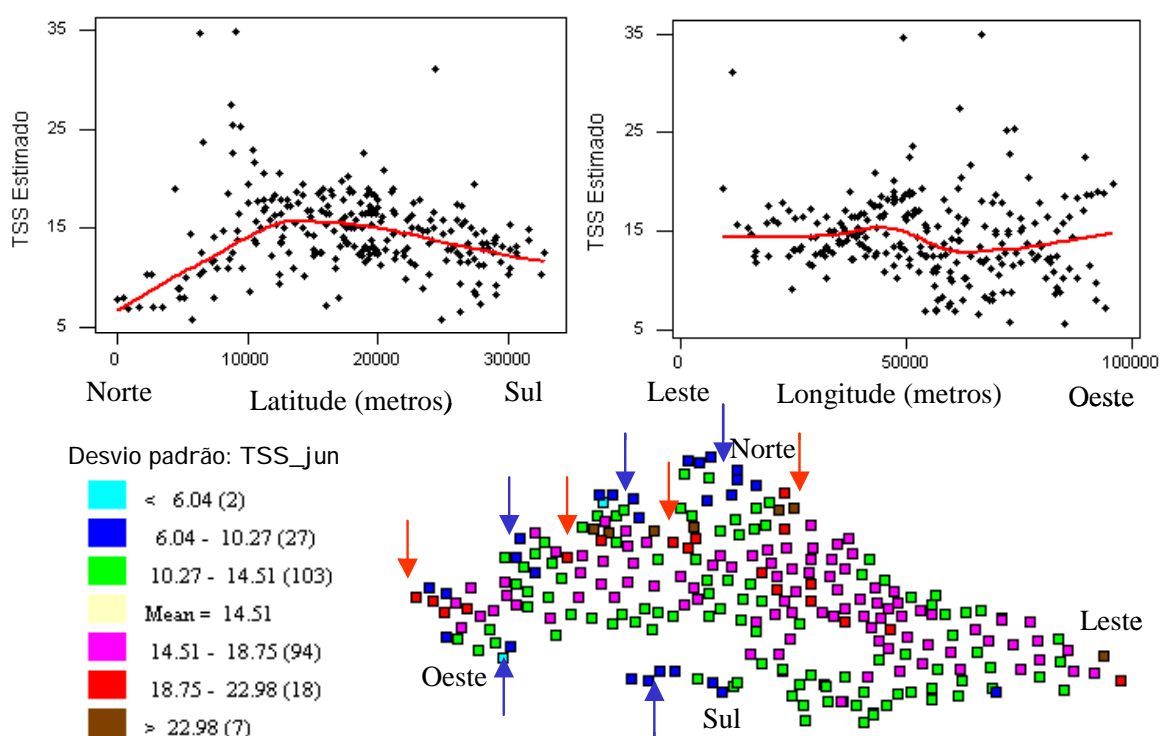 35
25
15
5
TSS Estimado
0 10000 20000 30000
Norte Latitude (metros) Sul
35
25
15
5
TSS Estimado
0 50000 100000
Leste Longitude (metros) Oeste
Desvio padrão: TSS_jun
< 6.04 (2)
6.04 - 10.27 (27)
10.27 - 14.51 (103)
Mean = 14.51
14.51 - 18.75 (94)
18.75 - 22.98 (18)
> 22.98 (7)
Norte
Leste
Oeste
Sul